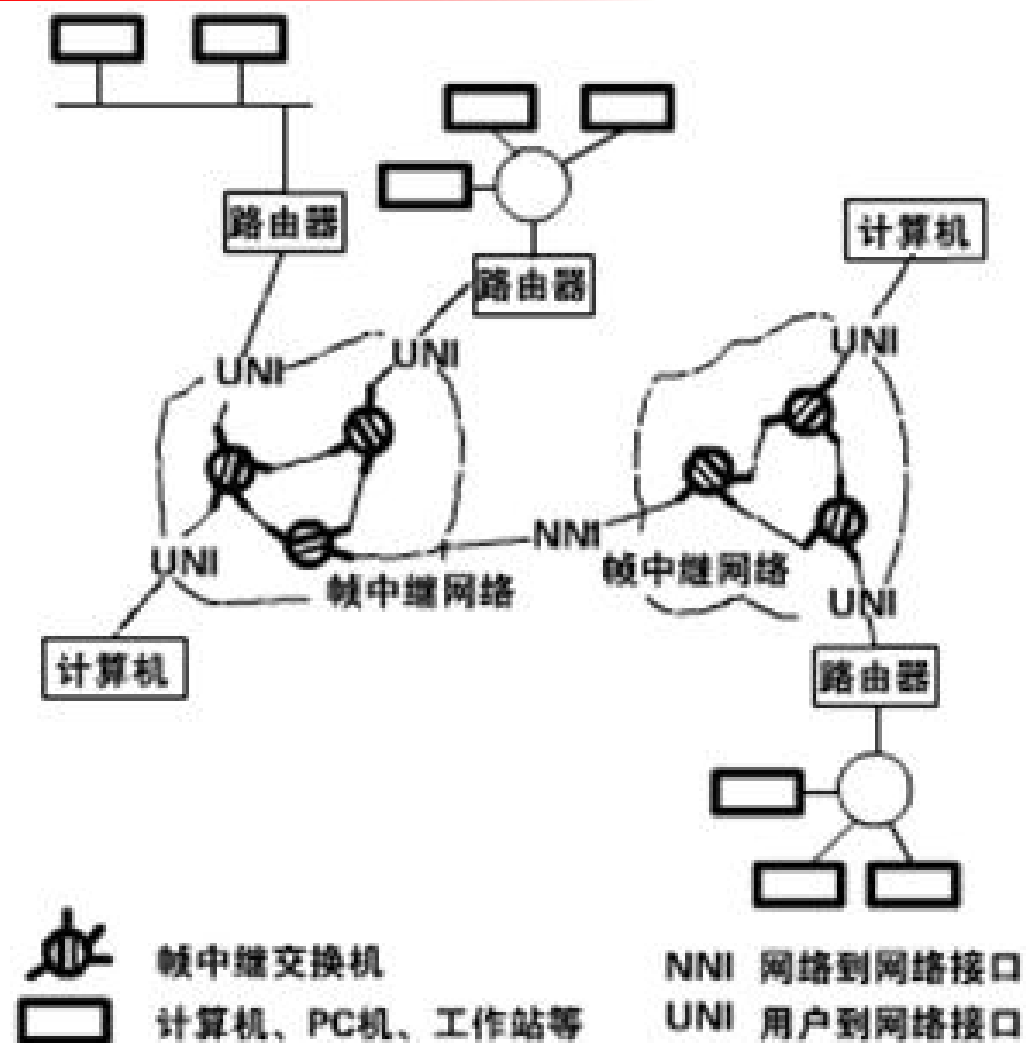 路由器
路由器
计算机
UNI
UNI
UNI
UNI
NNI
帧中继网络
帧中继网络
UNI
计算机
路由器
帧中继交换机
NNI 网络到网络接口
计算机、PC机、工作站等
UNI 用户到网络接口